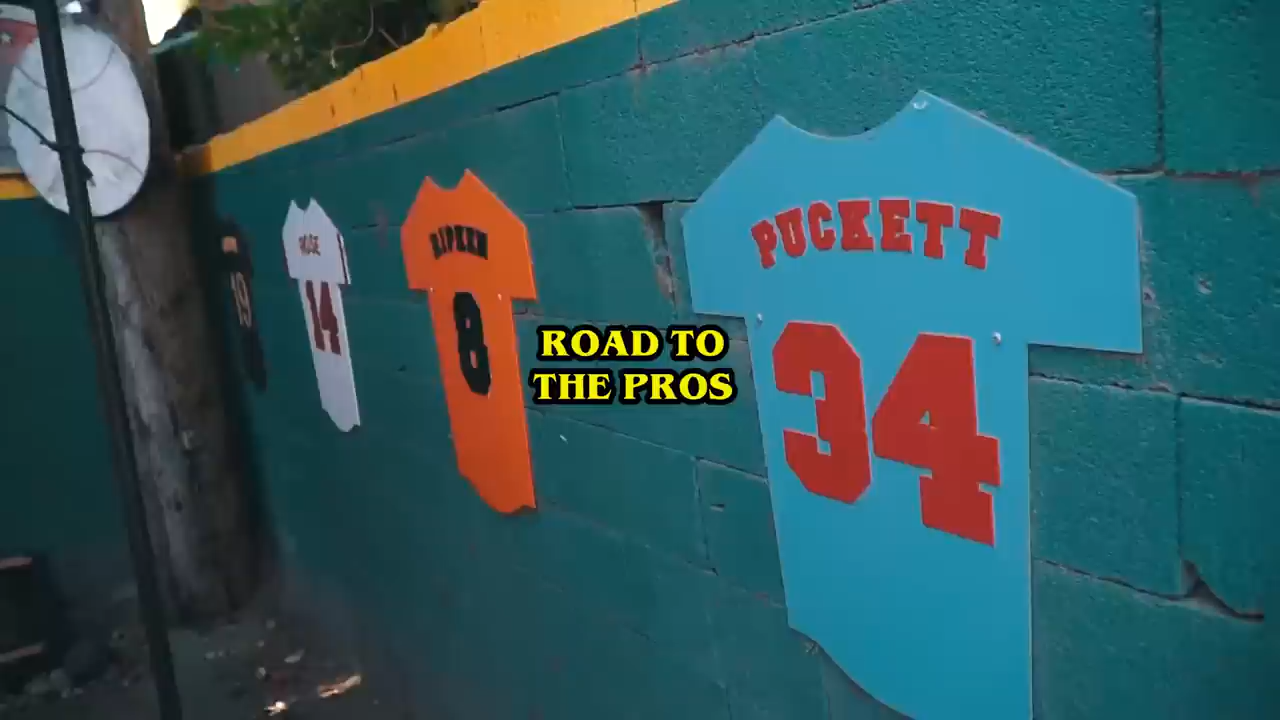 PUCKETT
34
RIPKEN
8
ROSE
14
19
ROAD TO
THE PROS